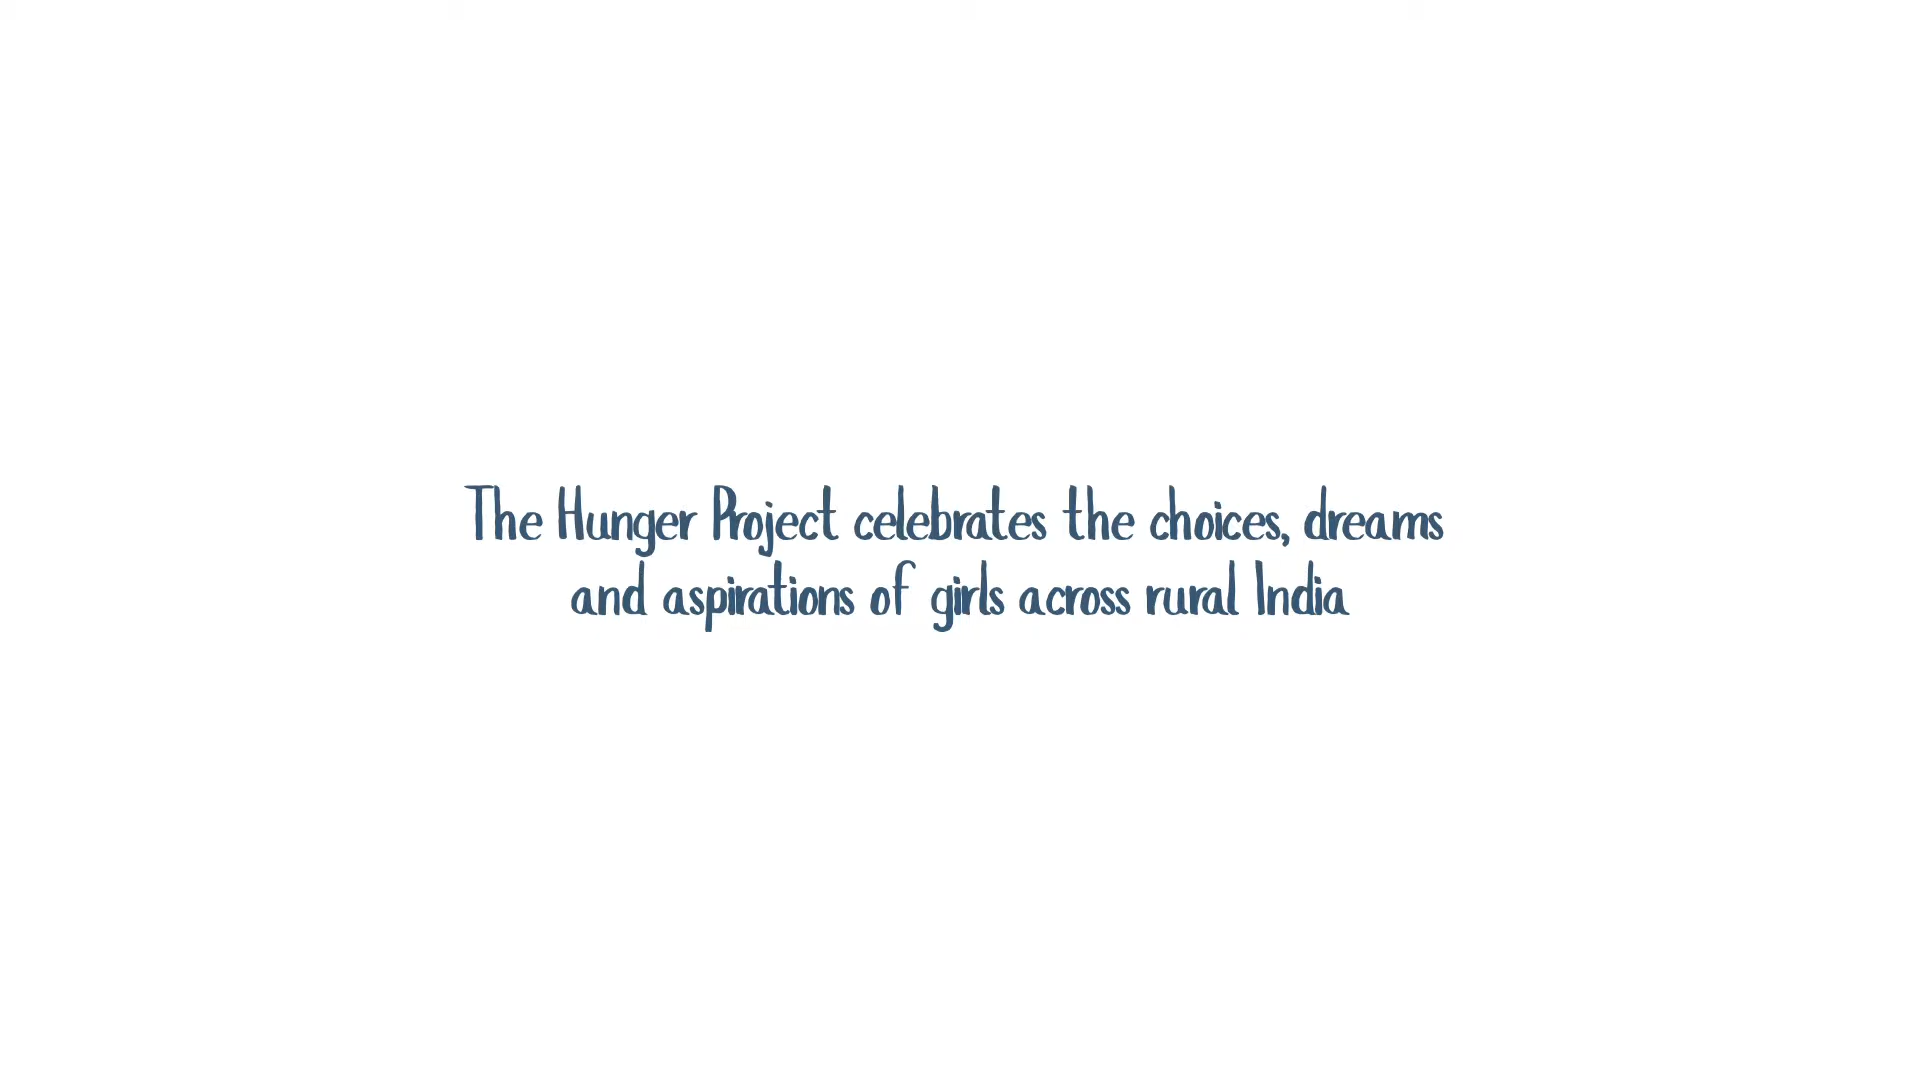 The Hunger Project celebrates the choices, dreams
and aspirations of girls across rural India